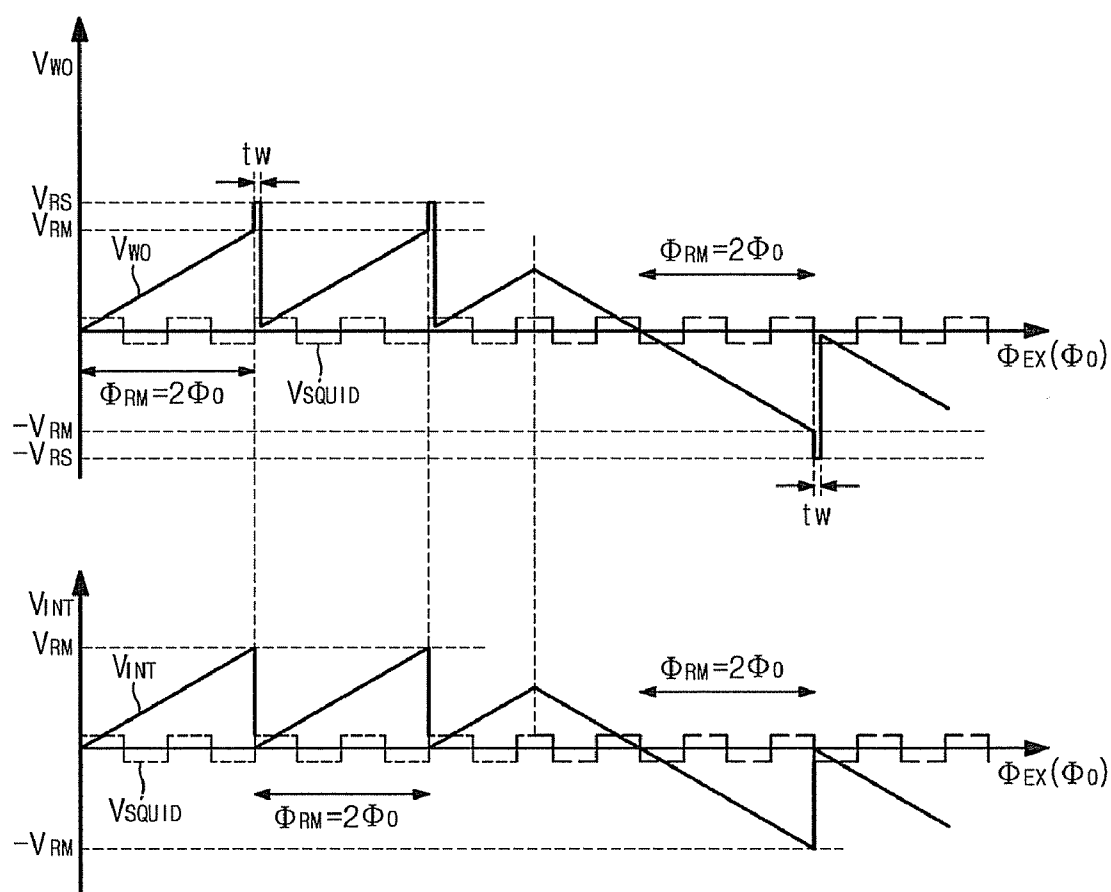 VWO
tw
VRS
VRM
VWO
ΦRM=2Φ0
ΦEX(Φ0)
ΦRM=2Φ0
VSQUID
-VRM
-VRS
tw
VINT
VRM
VINT
ΦRM=2Φ0
ΦEX(Φ0)
VSQUID
ΦRM=2Φ0
-VRM